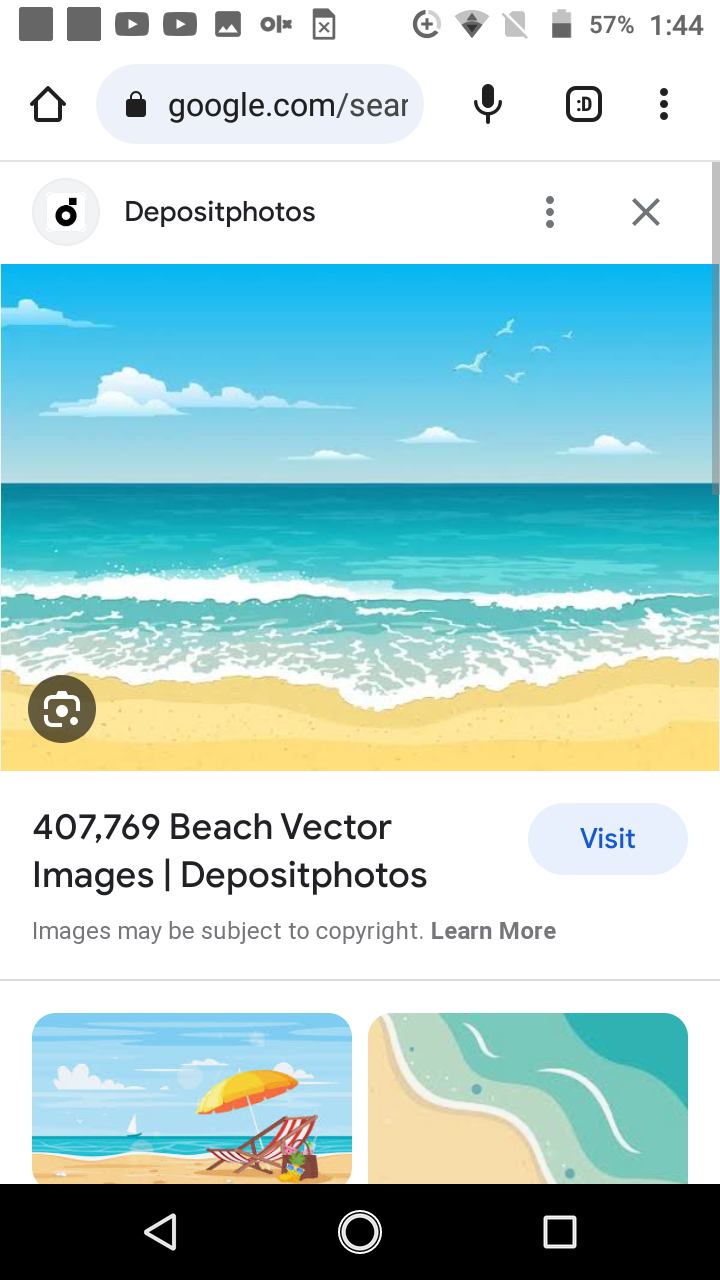 olx 57% 1:44
google.com/sear
:D
Depositphotos
407,769 Beach Vector
Images | Depositphotos
Visit
Images may be subject to copyright. Learn More